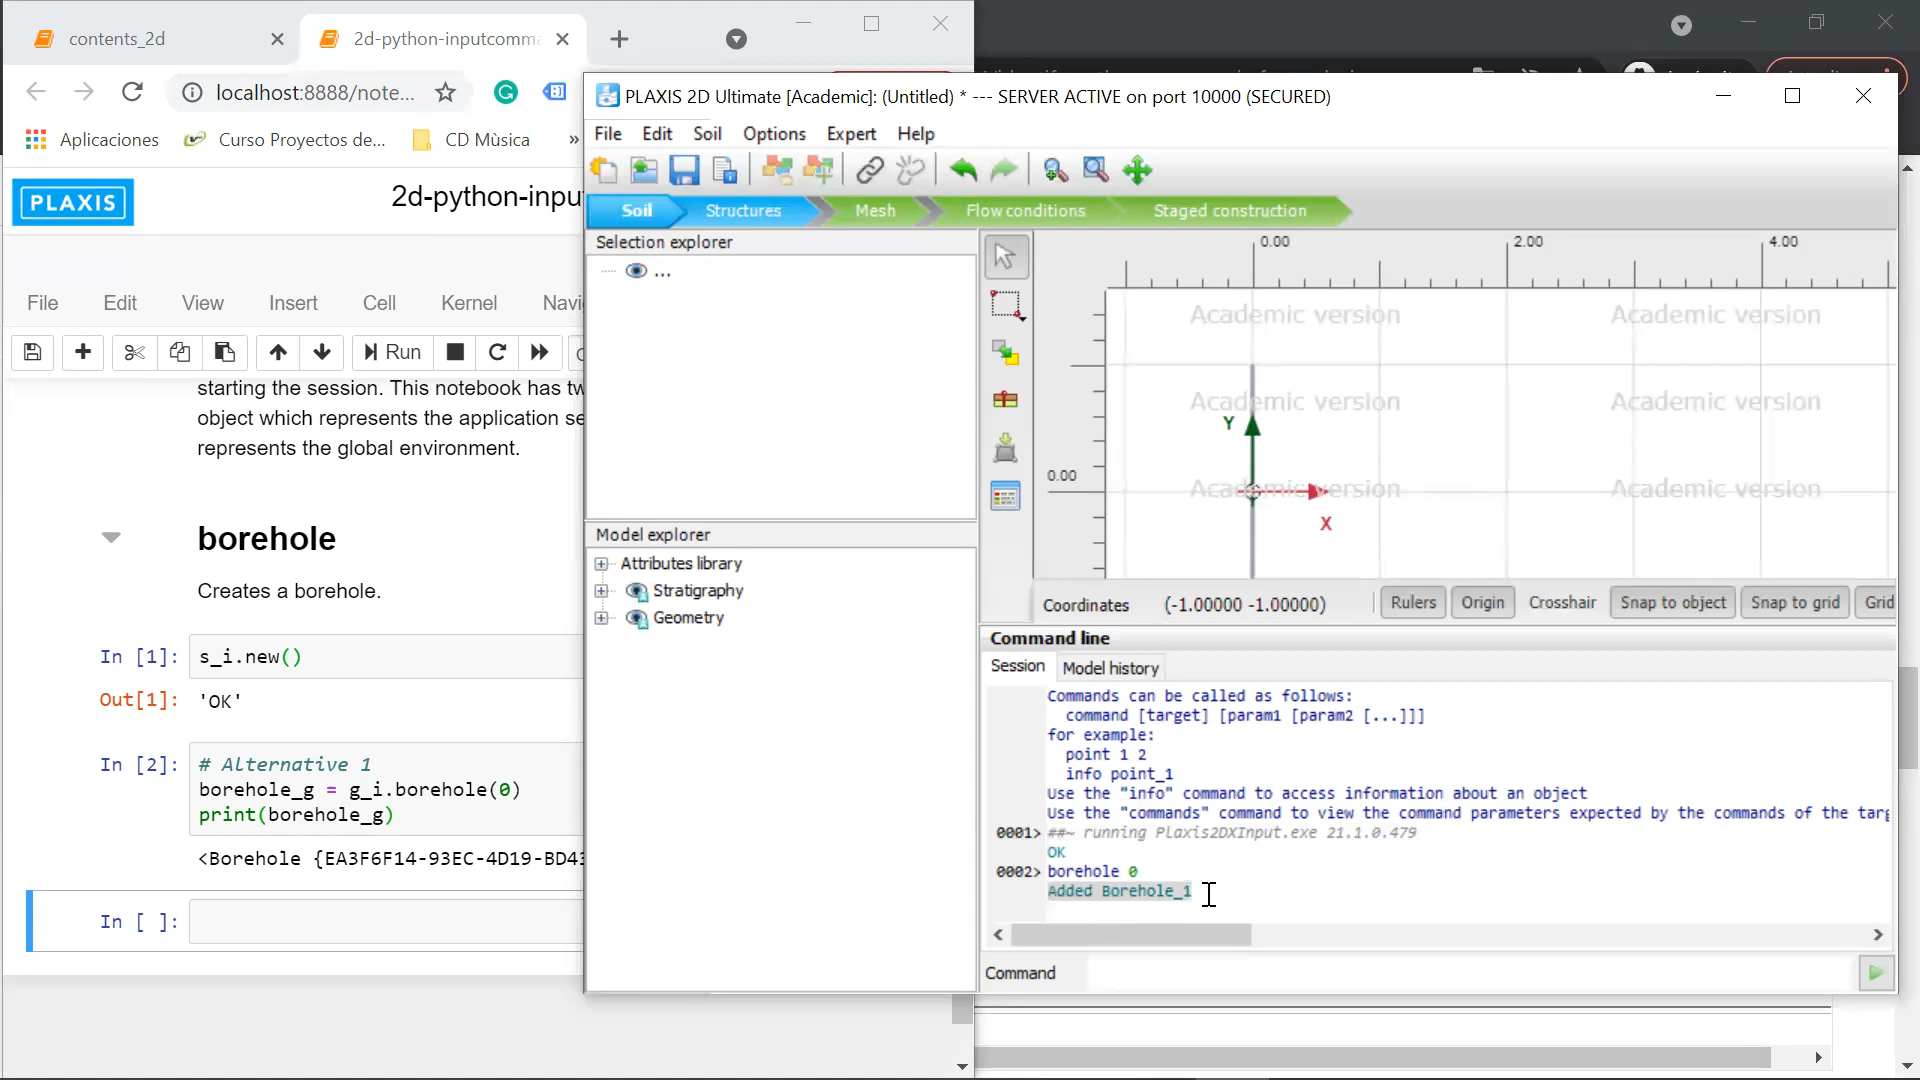 contents_2d
2d-python-inputcomma
localhost:8888/note...
Aplicaciones
Curso Proyectos de...
CD Mùsica
»
PLAXIS
2d-python-inpu
File Edit View Insert Cell Kernel Navi
Run
starting the session. This notebook has tw
object which represents the application se
represents the global environment.
borehole
Creates a borehole.
In [1]: s_i.new()
Out[1]: 'OK'
In [2]: # Alternative 1
borehole_g = g_i.borehole(0)
print(borehole_g)
<Borehole {EA3F6F14-93EC-4D19-BD43
In [ ]:
PLAXIS 2D Ultimate [Academic]: (Untitled) * --- SERVER ACTIVE on port 10000 (SECURED)
File Edit Soil Options Expert Help
Soil Structures Mesh Flow conditions Staged construction
Selection explorer
...
Model explorer
Attributes library
Stratigraphy
Geometry
0.00 2.00 4.00
Academic version Academic version
Academic version Academic version
Y
0.00
Academic version Academic version
X
Coordinates (-1.00000 -1.00000) Rulers Origin Crosshair Snap to object Snap to grid Grid
Command line
Session Model history
Commands can be called as follows:
command [target] [param1 [param2 [...]]]
for example:
point 1 2
info point_1
Use the "info" command to access information about an object
Use the "commands" command to view the command parameters expected by the commands of the targ
0001> ##~ running Plaxis2DXInput.exe 21.1.0.479
OK
0002> borehole 0
Added Borehole_1
Command